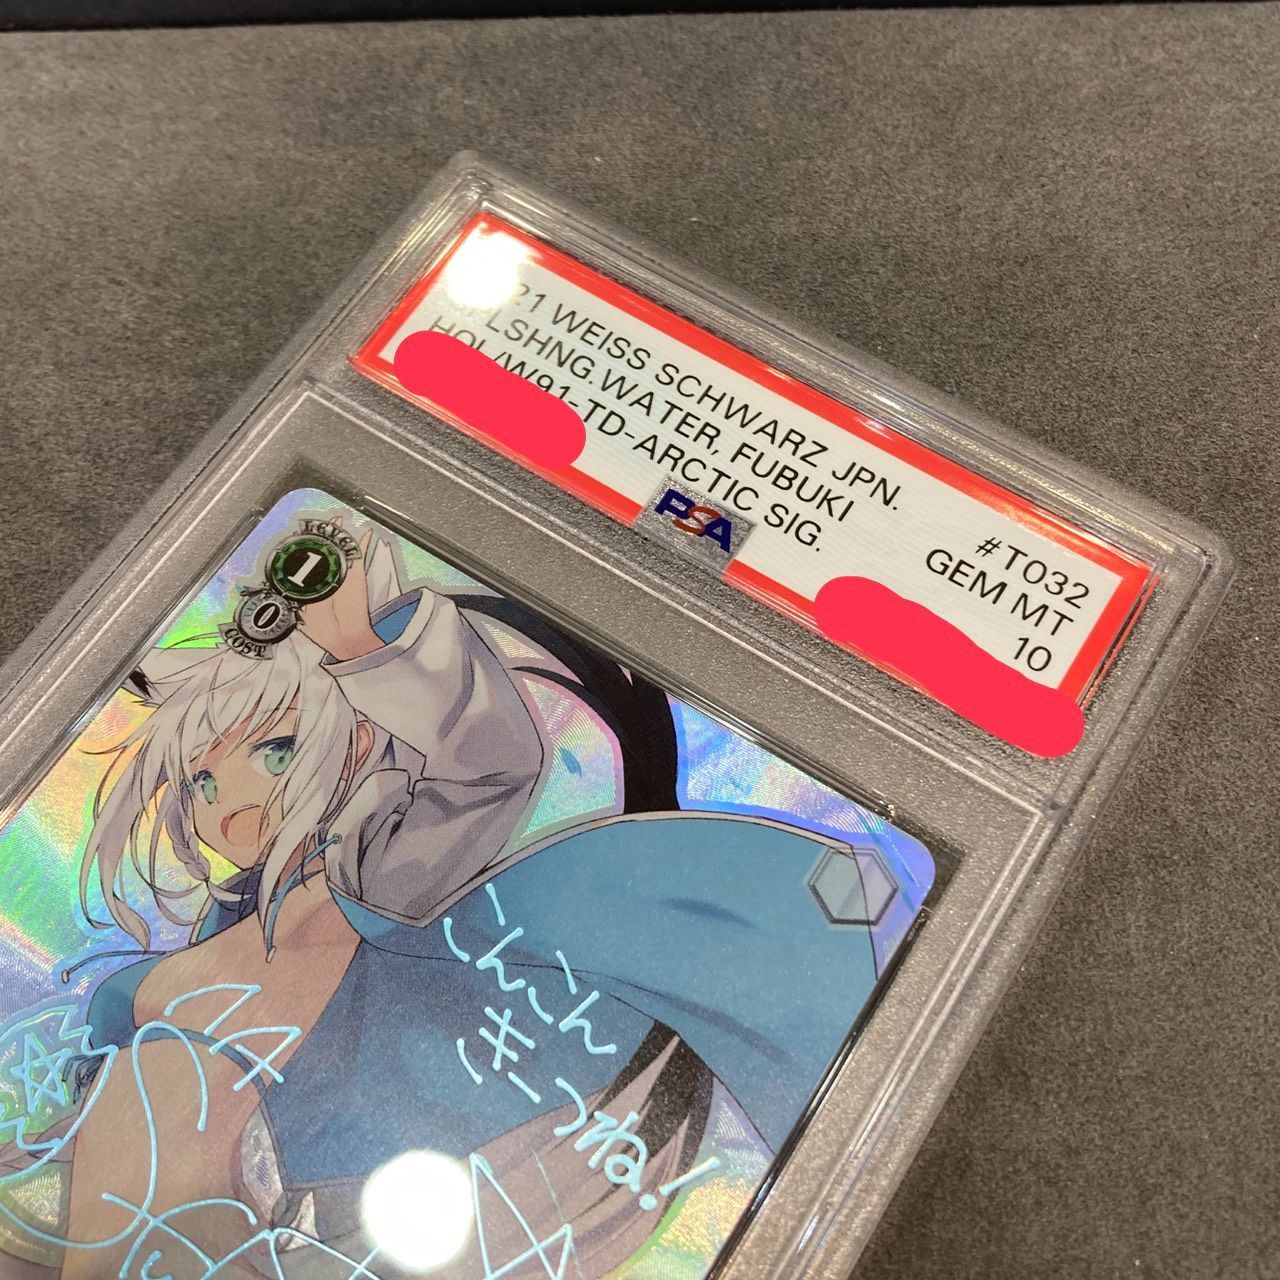 21 WEISS SCHWARZ JPN.
LSHNG.WATER, FUBUKI
HOL/W91-TD-ARCTIC SIG.
#T032
GEM MT
10
PSA
LEVEL
1
0
COST
こんこん
きーつね!